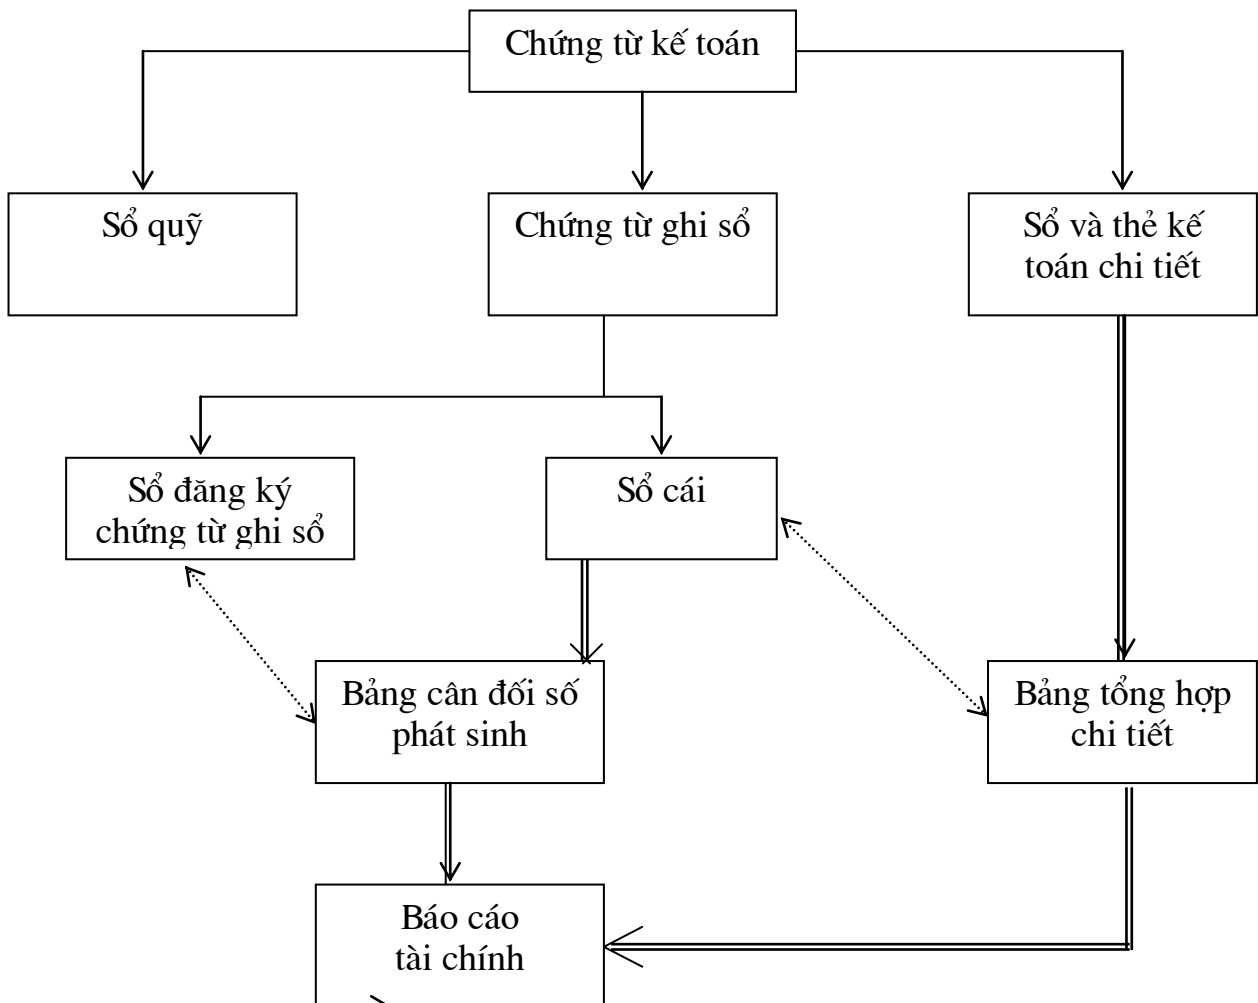 Chứng từ kế toán
Sổ quỹ
Chứng từ ghi sổ
Sổ và thẻ kế
toán chi tiết
Sổ đăng ký
chứng từ ghi sổ
Sổ cái
Bảng cân đối số
phát sinh
Bảng tổng hợp
chi tiết
Báo cáo
tài chính